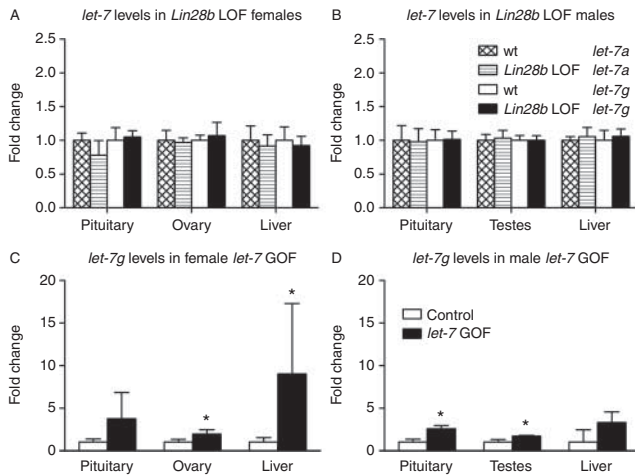 A
let-7 levels in Lin28b LOF females
Fold change
2.5
2.0
1.5
1.0
0.5
0.0
Pituitary Ovary Liver
B
let-7 levels in Lin28b LOF males
wt let-7a
Lin28b LOF let-7a
wt let-7g
Lin28b LOF let-7g
Fold change
2.5
2.0
1.5
1.0
0.5
0.0
Pituitary Testes Liver
C
let-7g levels in female let-7 GOF
Fold change
20
15
10
5
0
*
*
Pituitary Ovary Liver
D
let-7g levels in male let-7 GOF
Control
let-7 GOF
Fold change
20
15
10
5
0
*
*
Pituitary Testes Liver